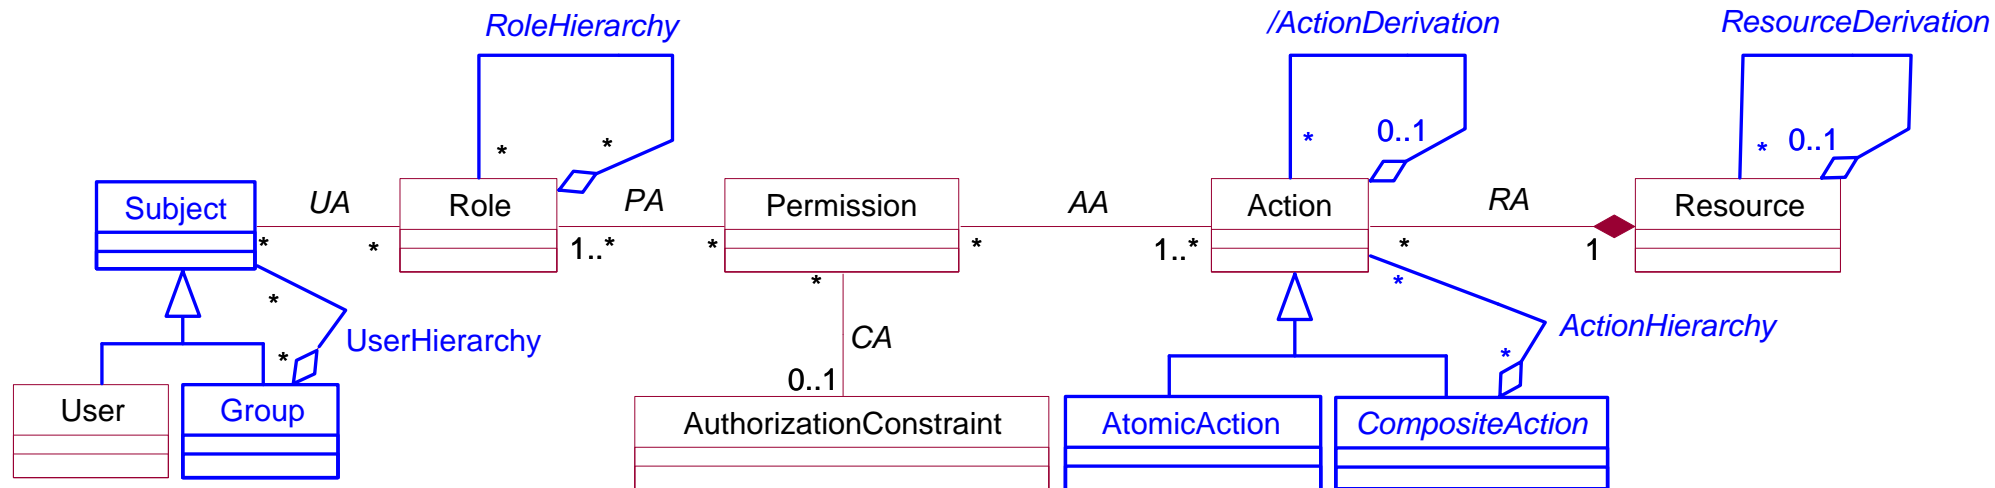 RoleHierarchy
/ActionDerivation
ResourceDerivation
* *
* 0..1
* 0..1
Subject
UA
Role
PA
Permission
AA
Action
RA
Resource
* *
1..* *
* 1..*
* 1
*
*
*
*
UserHierarchy
CA
ActionHierarchy
*
0..1
User
Group
AuthorizationConstraint
AtomicAction
CompositeAction